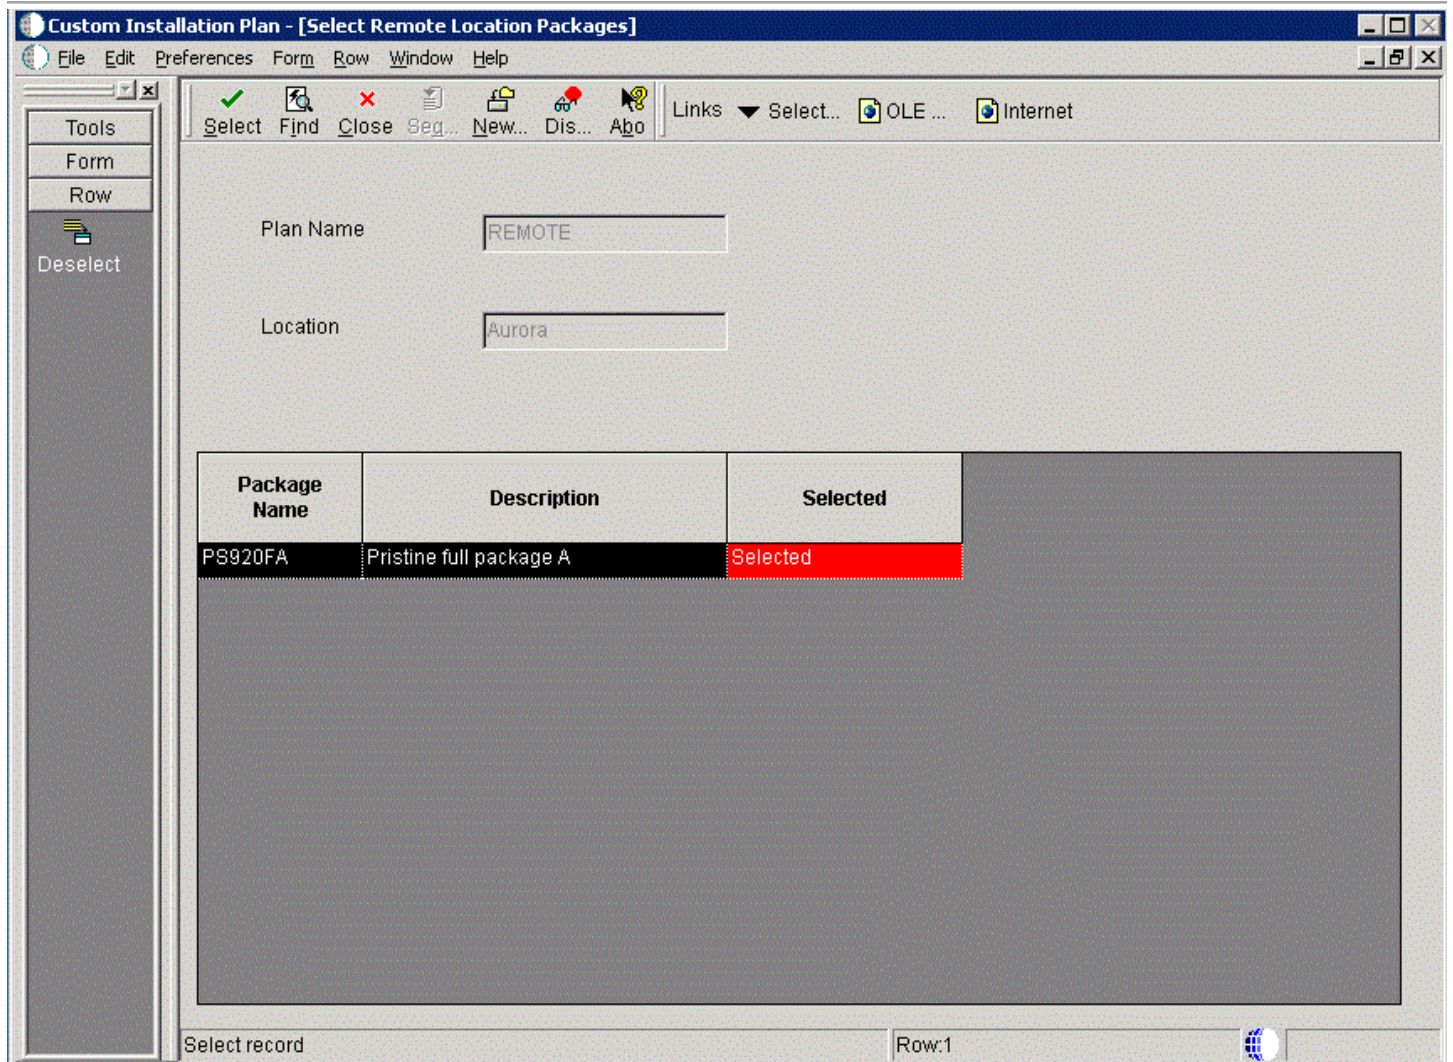 Custom Installation Plan - [Select Remote Location Packages]
File Edit Preferences Form Row Window Help
Tools
Form
Row
Deselect
Select Find Close Seq... New... Dis... Abo Links Select... OLE ... Internet
Plan Name REMOTE
Location Aurora
Package Name Description Selected
PS920FA Pristine full package A Selected
Select record Row:1